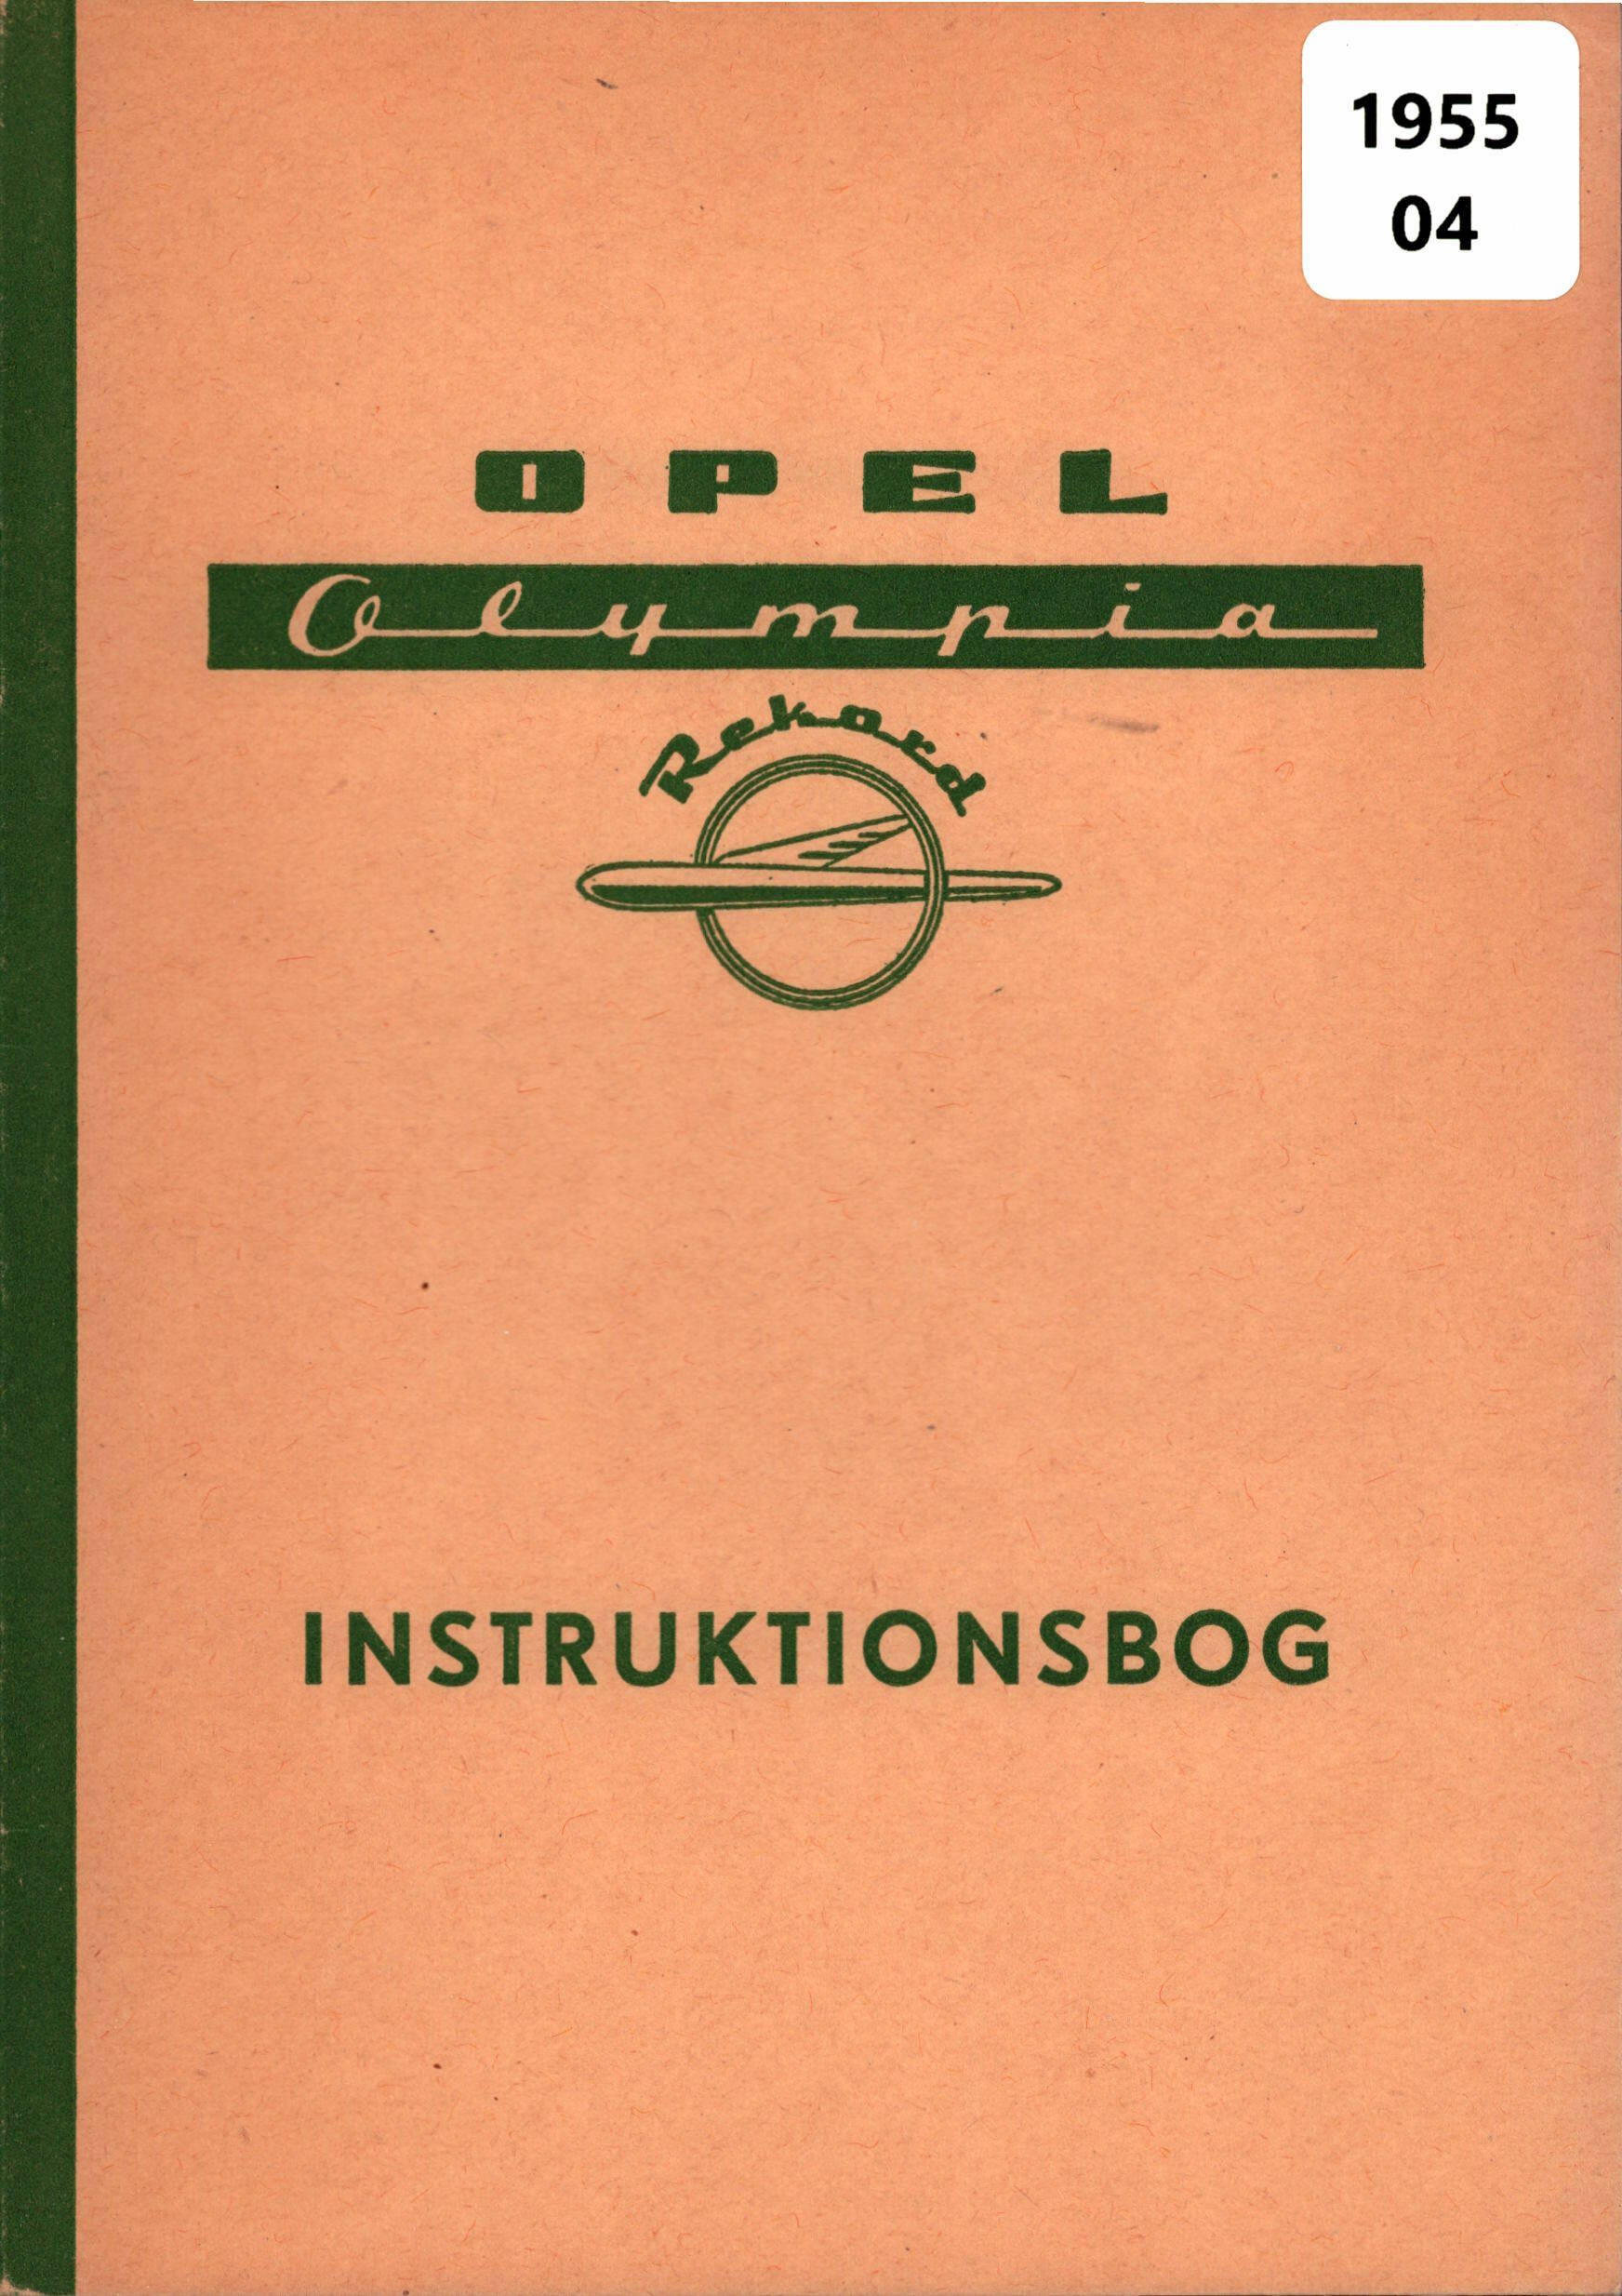 1955
04
OPEL
Olympia
Rekord
INSTRUKTIONSBOG